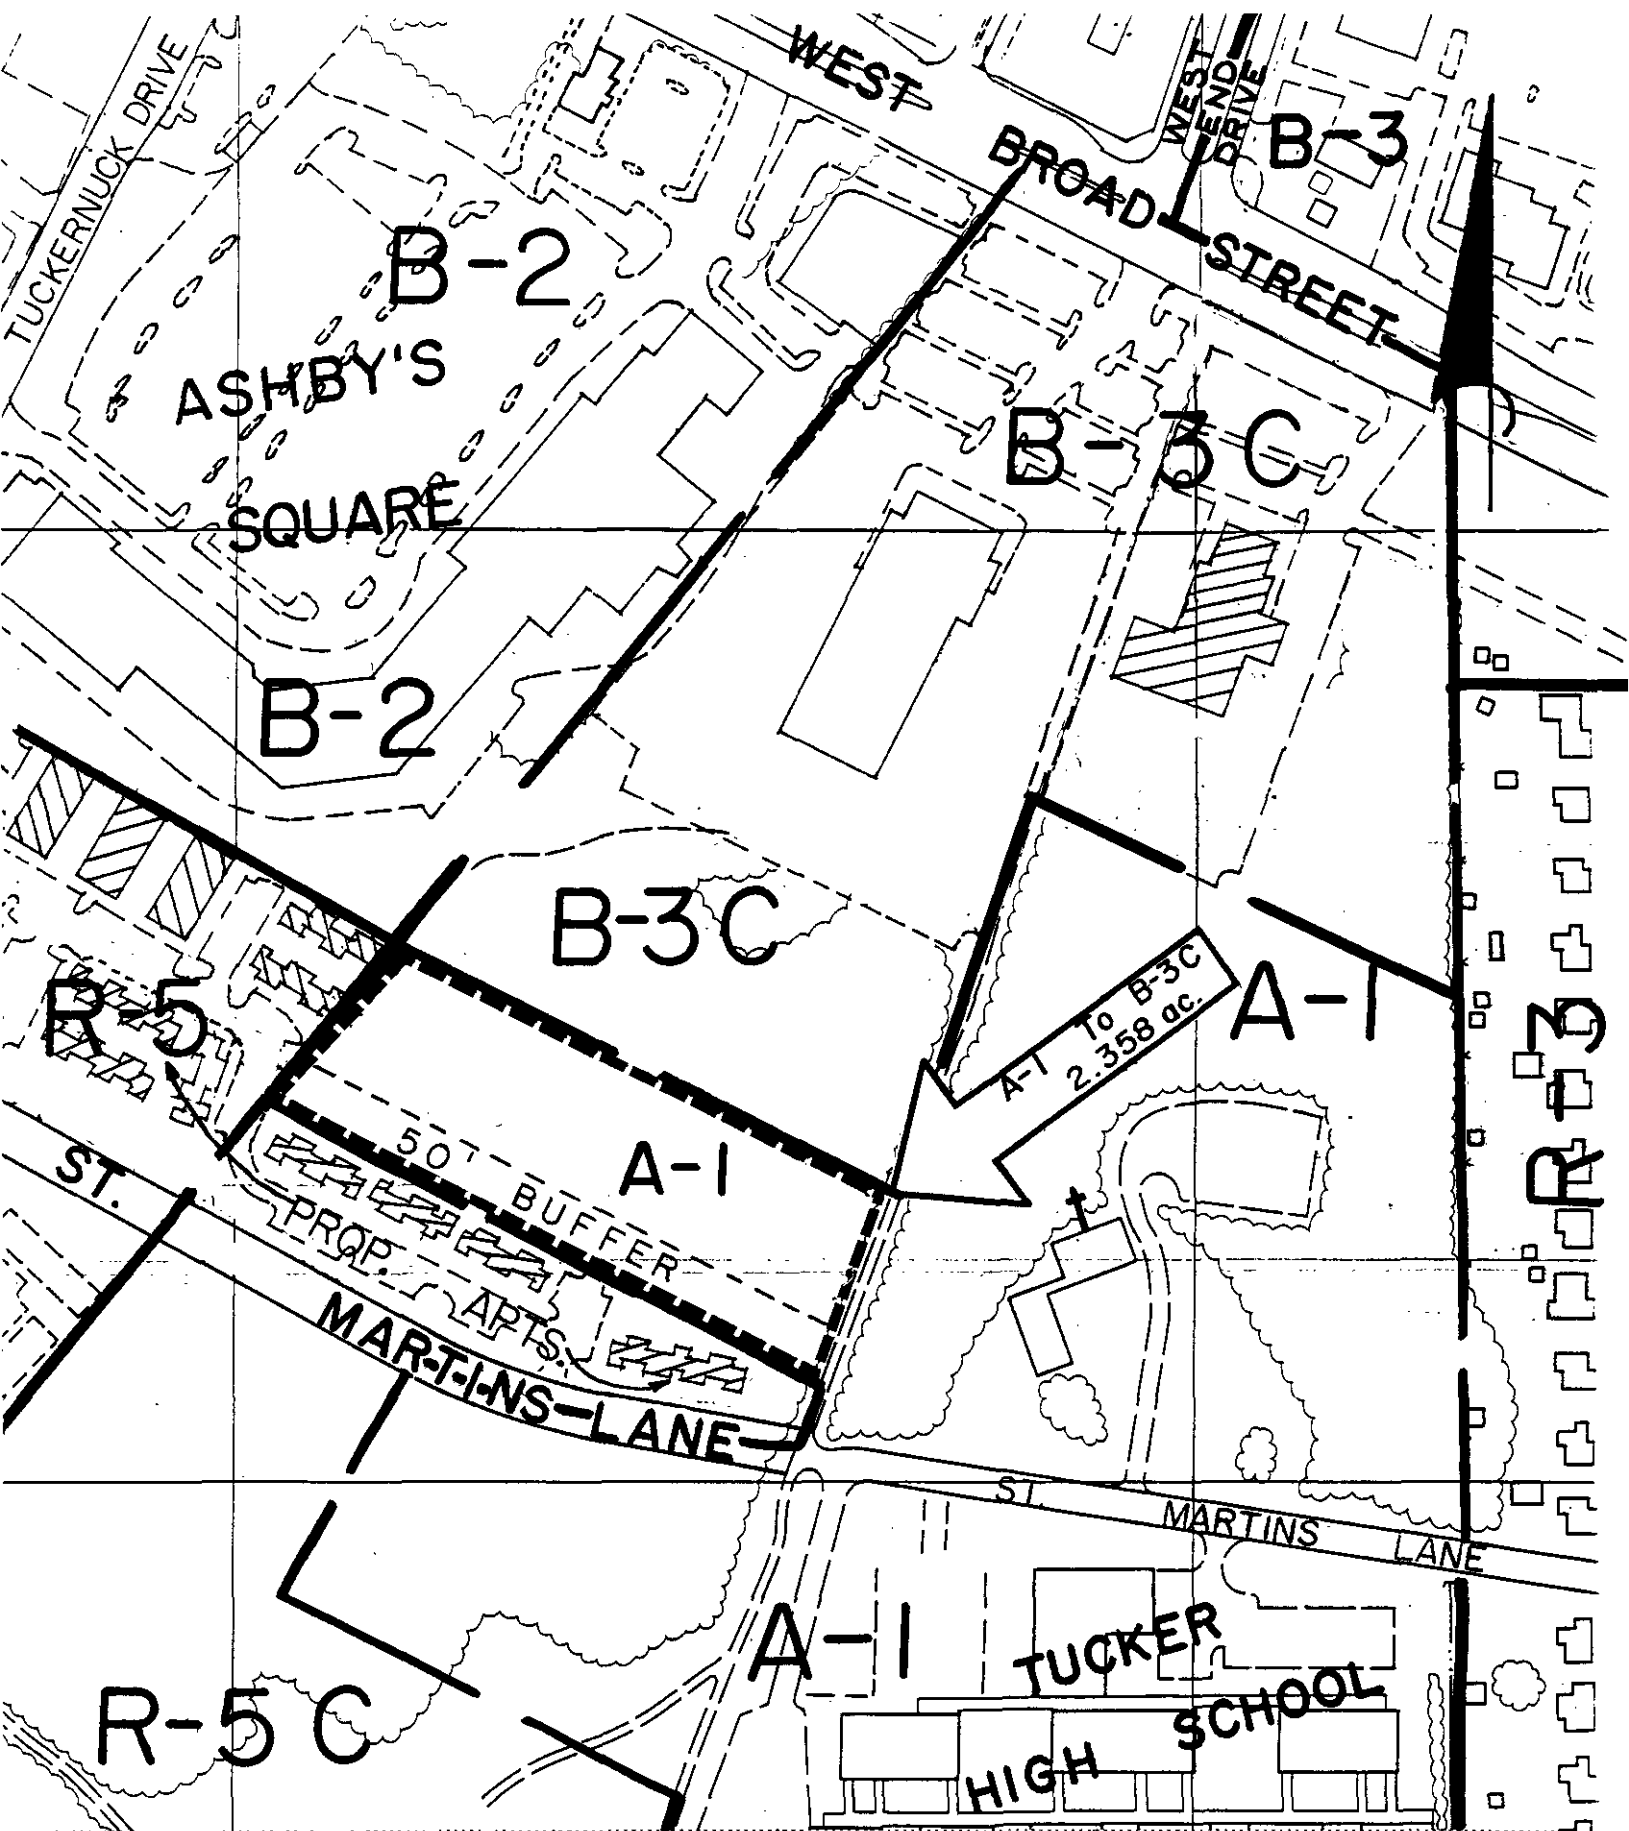 TUCKERNUCK DRIVE
WEST
BROAD
STREET
WEST
END
DRIVE
B-3
B-2
ASHBY'S
SQUARE
B-3C
B-2
B-3C
R-5
A-1 To B-3C
2.358 ac.
A-1
R-3
A-1
50' BUFFER
PROP.
APTS.
ST.
MARTINS LANE
ST. MARTINS LANE
A-1
TUCKER
HIGH SCHOOL
R-5C